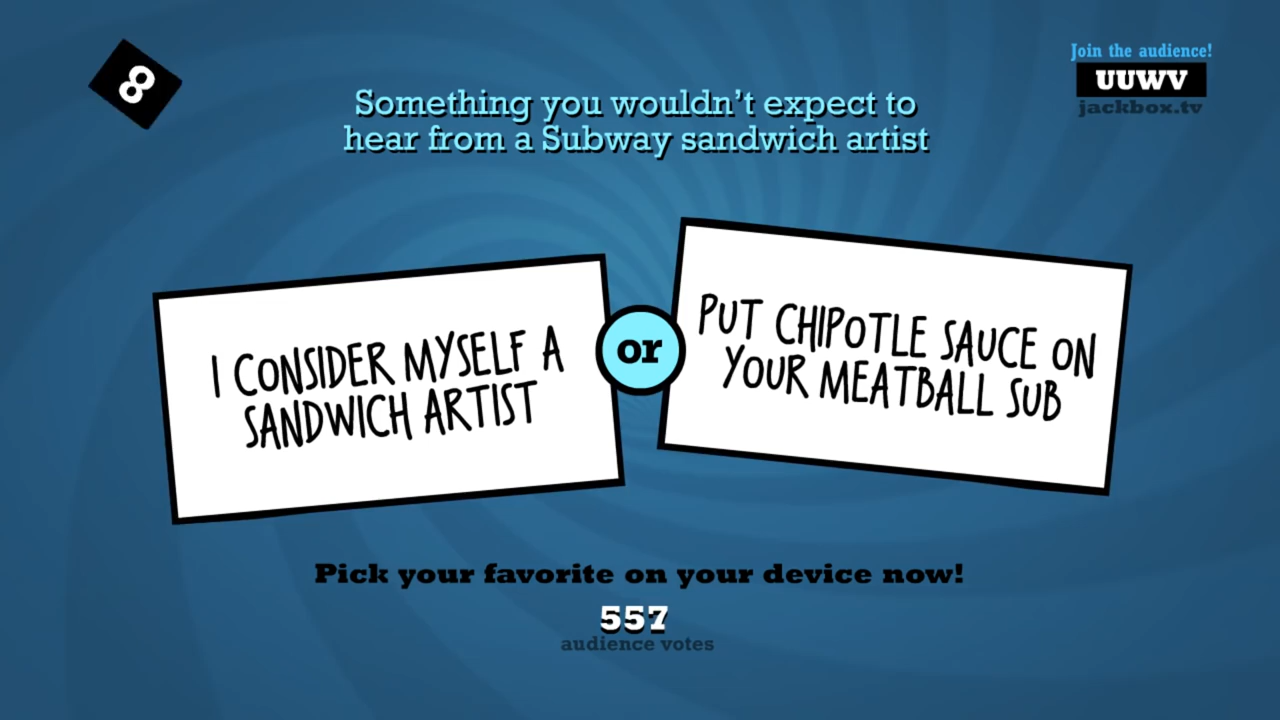 8
Join the audience!
UUWV
jackbox.tv
Something you wouldn't expect to
hear from a Subway sandwich artist
I CONSIDER MYSELF A
SANDWICH ARTIST
or
PUT CHIPOTLE SAUCE ON
YOUR MEATBALL SUB
Pick your favorite on your device now!
557
audience votes